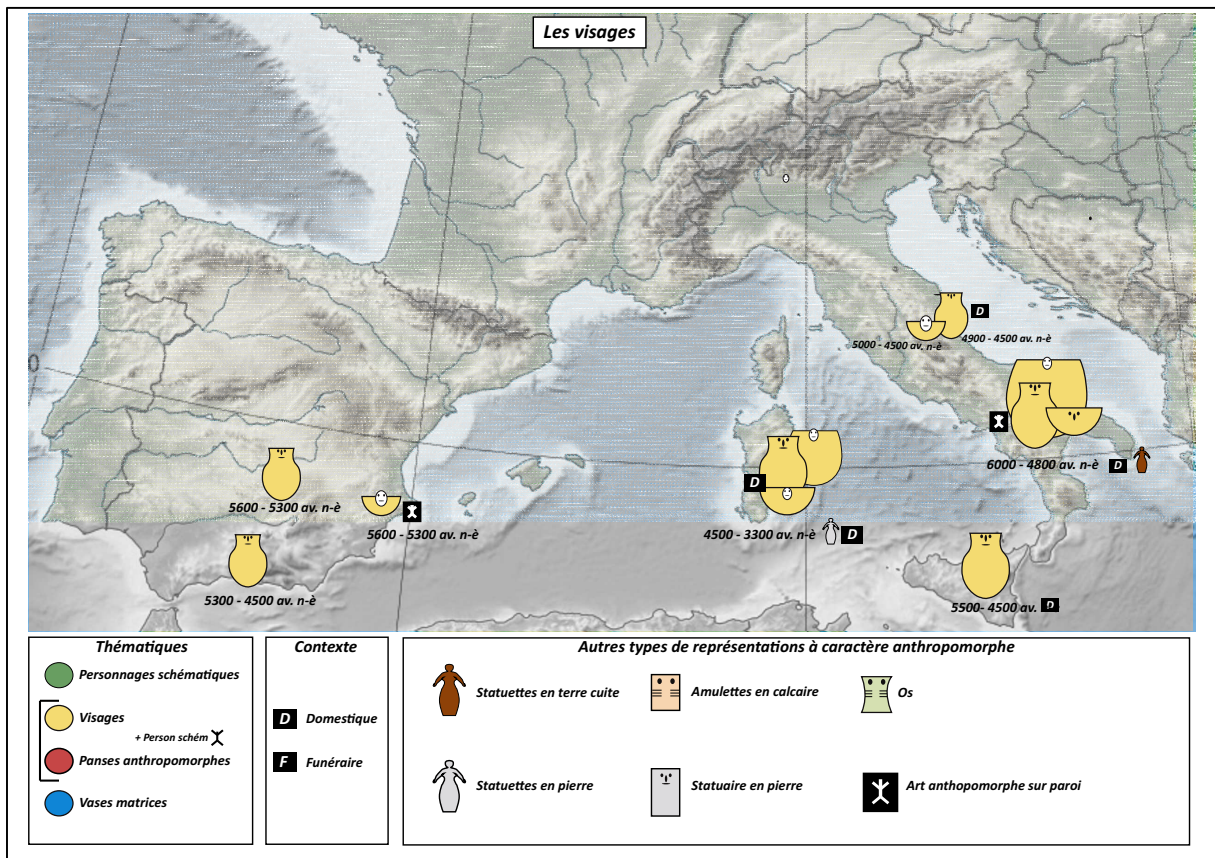 Les visages
5000 - 4500 av. n-è
4900 - 4500 av. n-è
D
6000 - 4800 av. n-è
D
D
4500 - 3300 av. n-è
D
5600 - 5300 av. n-è
5600 - 5300 av. n-è
5300 - 4500 av. n-è
5500 - 4500 av.
D
0
Thématiques
Personnages schématiques
Visages
+ Person schém
Panses anthropomorphes
Vases matrices
Contexte
D Domestique
F Funéraire
Autres types de représentations à caractère anthropomorphe
Statuettes en terre cuite
Amulettes en calcaire
Os
Statuettes en pierre
Statuaire en pierre
Art anthopomorphe sur paroi